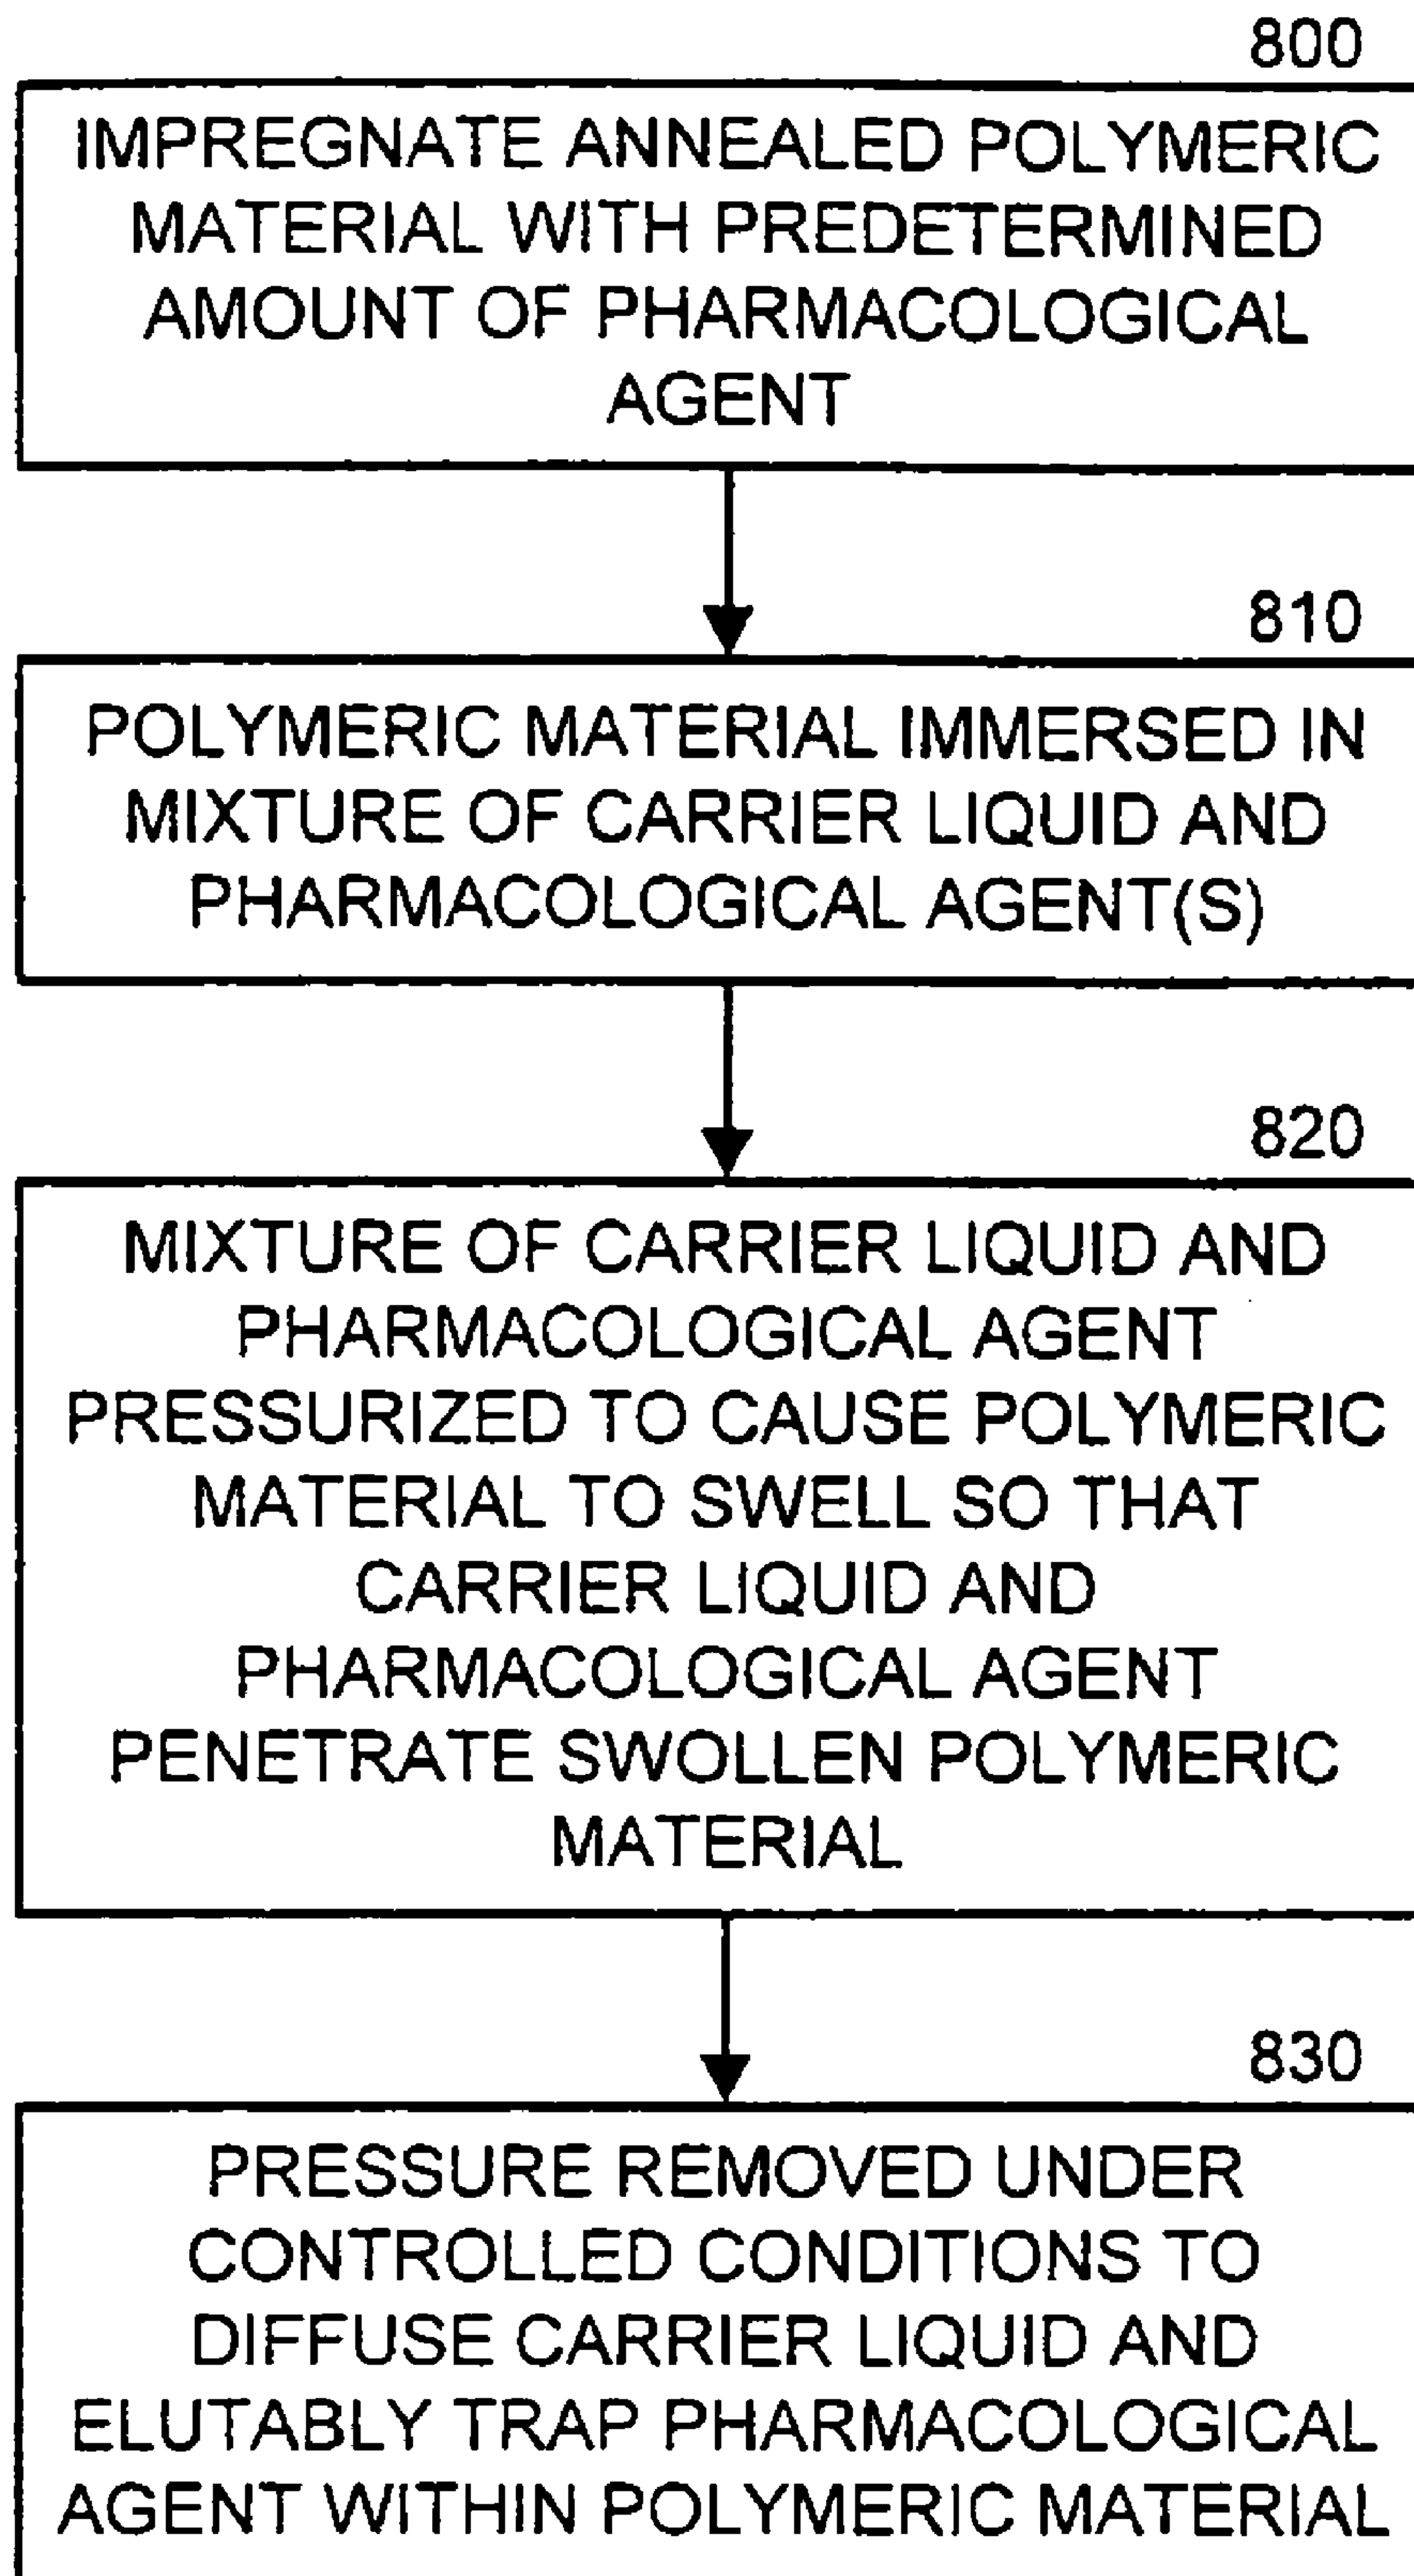 800
IMPREGNATE ANNEALED POLYMERIC
MATERIAL WITH PREDETERMINED
AMOUNT OF PHARMACOLOGICAL
AGENT
810
POLYMERIC MATERIAL IMMERSED IN
MIXTURE OF CARRIER LIQUID AND
PHARMACOLOGICAL AGENT(S)
820
MIXTURE OF CARRIER LIQUID AND
PHARMACOLOGICAL AGENT
PRESSURIZED TO CAUSE POLYMERIC
MATERIAL TO SWELL SO THAT
CARRIER LIQUID AND
PHARMACOLOGICAL AGENT
PENETRATE SWOLLEN POLYMERIC
MATERIAL
830
PRESSURE REMOVED UNDER
CONTROLLED CONDITIONS TO
DIFFUSE CARRIER LIQUID AND
ELUTABLY TRAP PHARMACOLOGICAL
AGENT WITHIN POLYMERIC MATERIAL